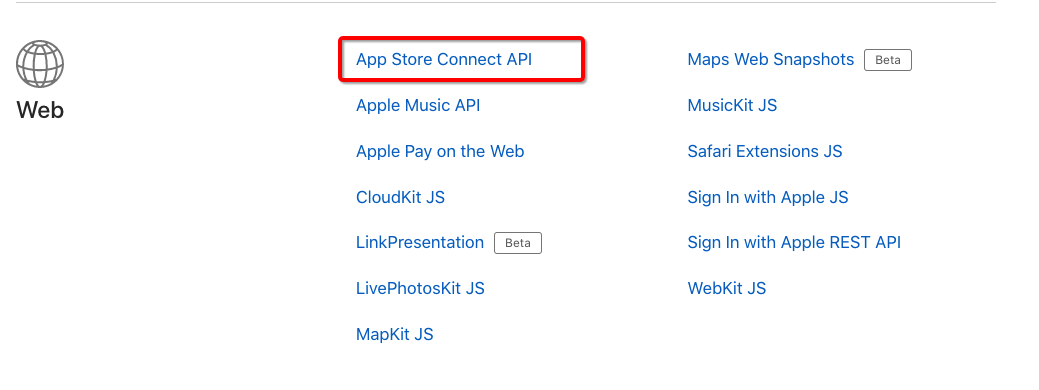 Web
App Store Connect API
Apple Music API
Apple Pay on the Web
CloudKit JS
LinkPresentation Beta
LivePhotosKit JS
MapKit JS
Maps Web Snapshots Beta
MusicKit JS
Safari Extensions JS
Sign In with Apple JS
Sign In with Apple REST API
WebKit JS